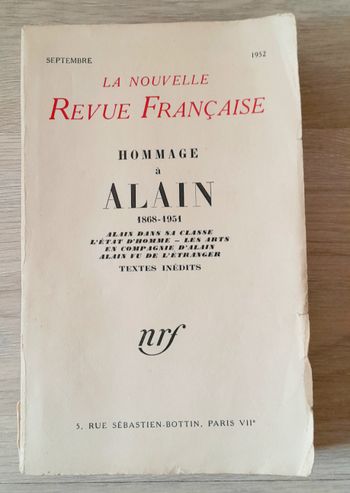 SEPTEMBRE 1952
LA NOUVELLE
REVUE FRANÇAISE
HOMMAGE
à
ALAIN
1868-1951
ALAIN DANS SA CLASSE
L'ÉTAT D'HOMME – LES ARTS
EN COMPAGNIE D'ALAIN
ALAIN VU DE L'ÉTRANGER
TEXTES INÉDITS
nrf
5, RUE SÉBASTIEN-BOTTIN, PARIS VIIe